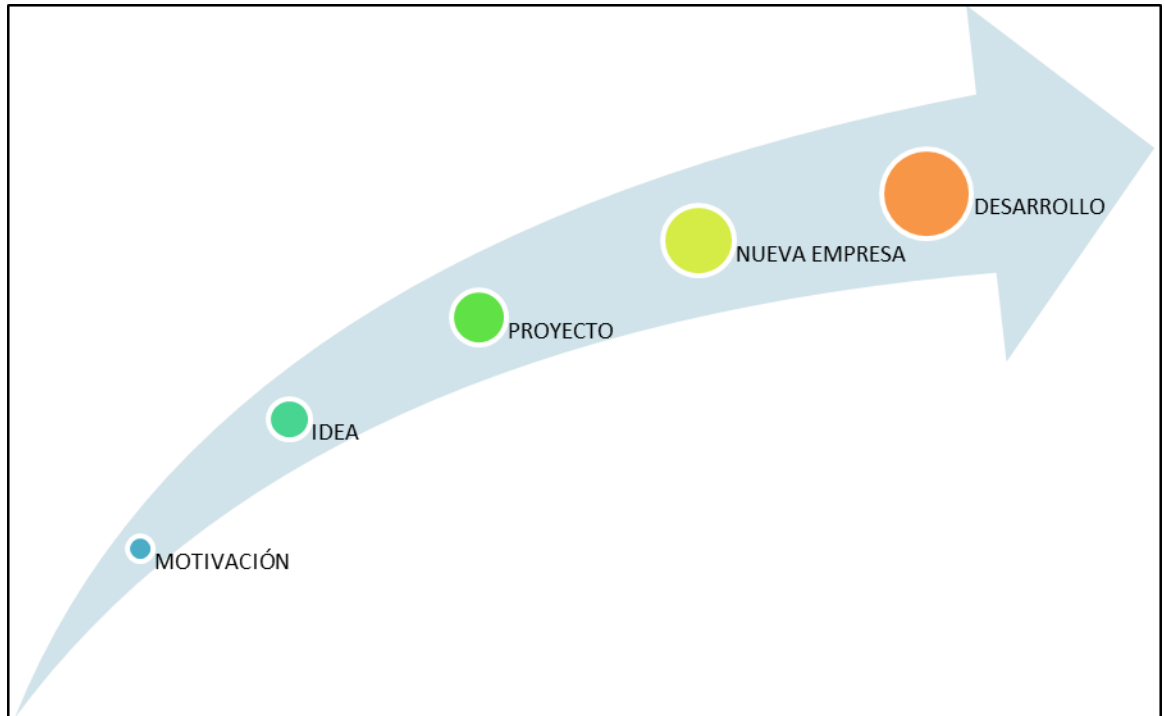 DESARROLLO
NUEVA EMPRESA
PROYECTO
IDEA
MOTIVACIÓN